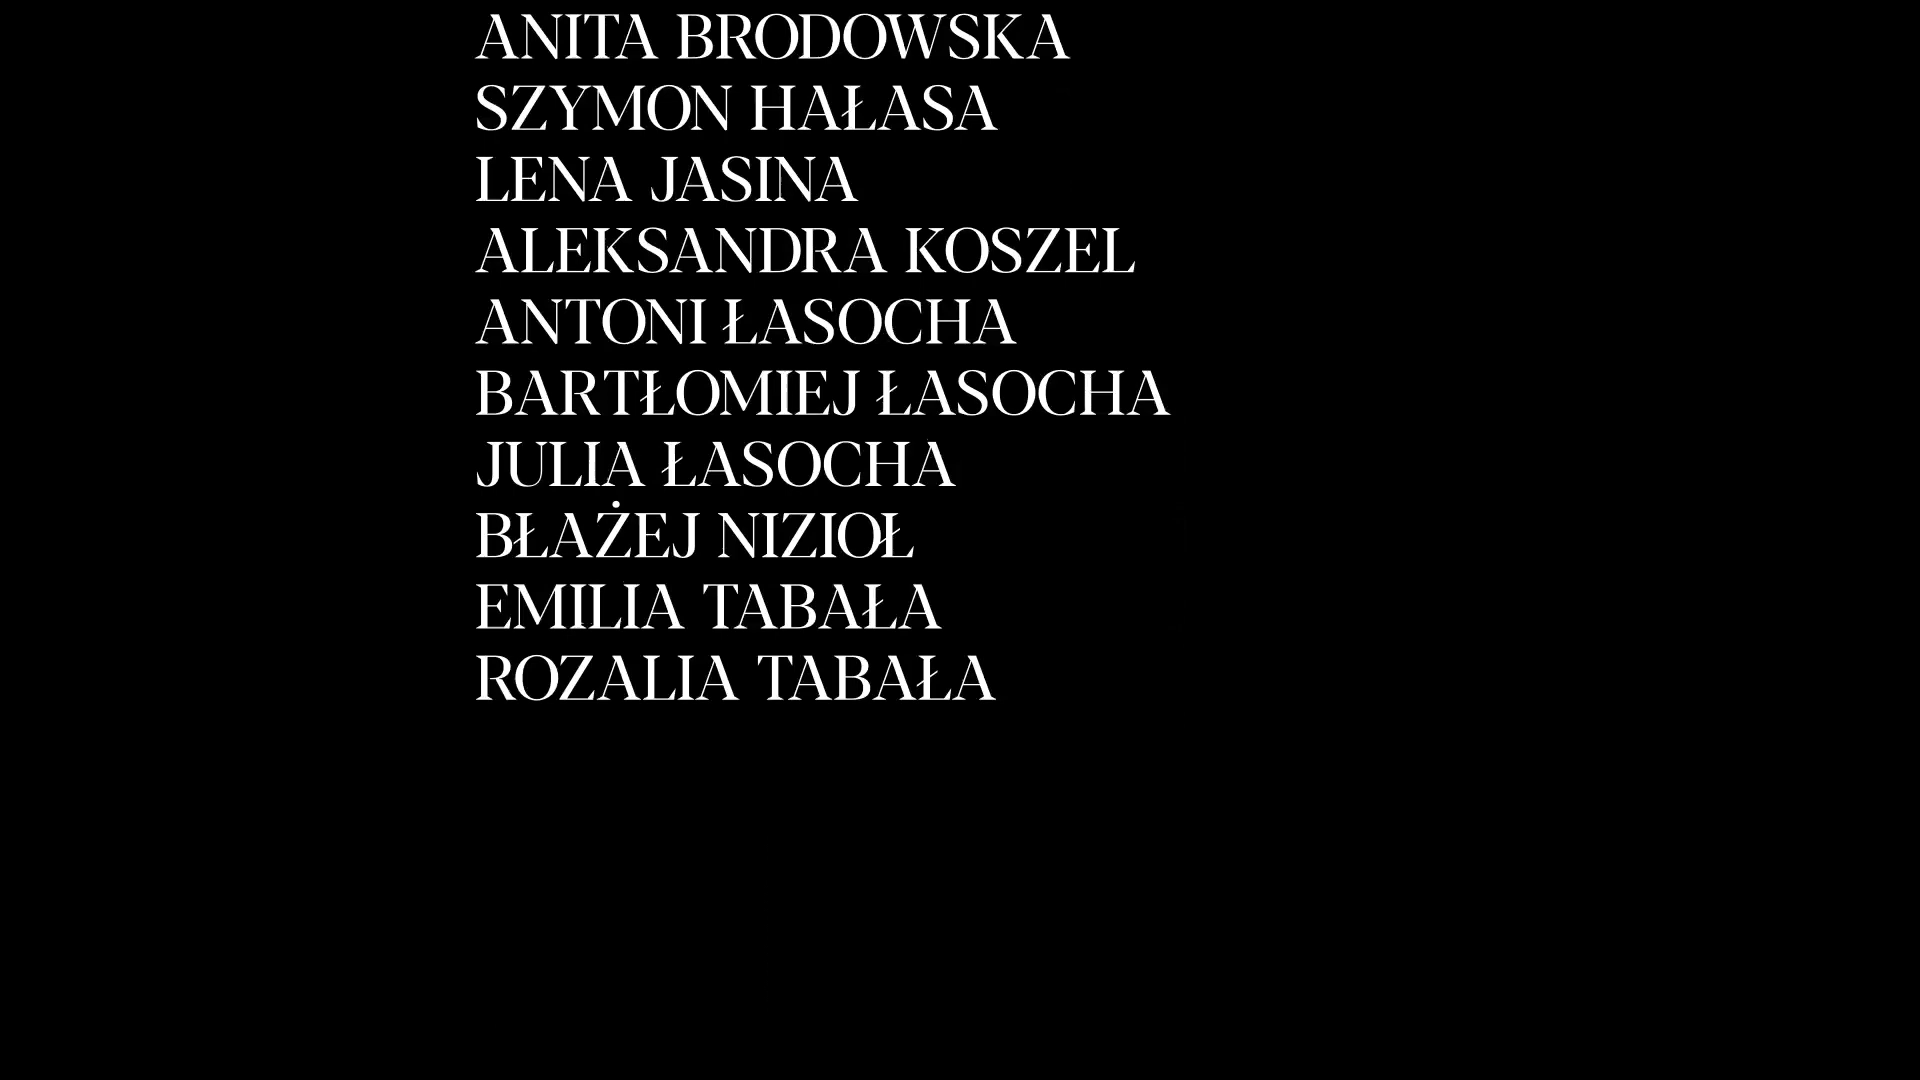 ANITA BRODOWSKA
SZYMON HAŁASA
LENA JASINA
ALEKSANDRA KOSZEL
ANTONI ŁASOCHA
BARTŁOMIEJ ŁASOCHA
JULIA ŁASOCHA
BŁAŻEJ NIZIOŁ
EMILIA TABAŁA
ROZALIA TABAŁA